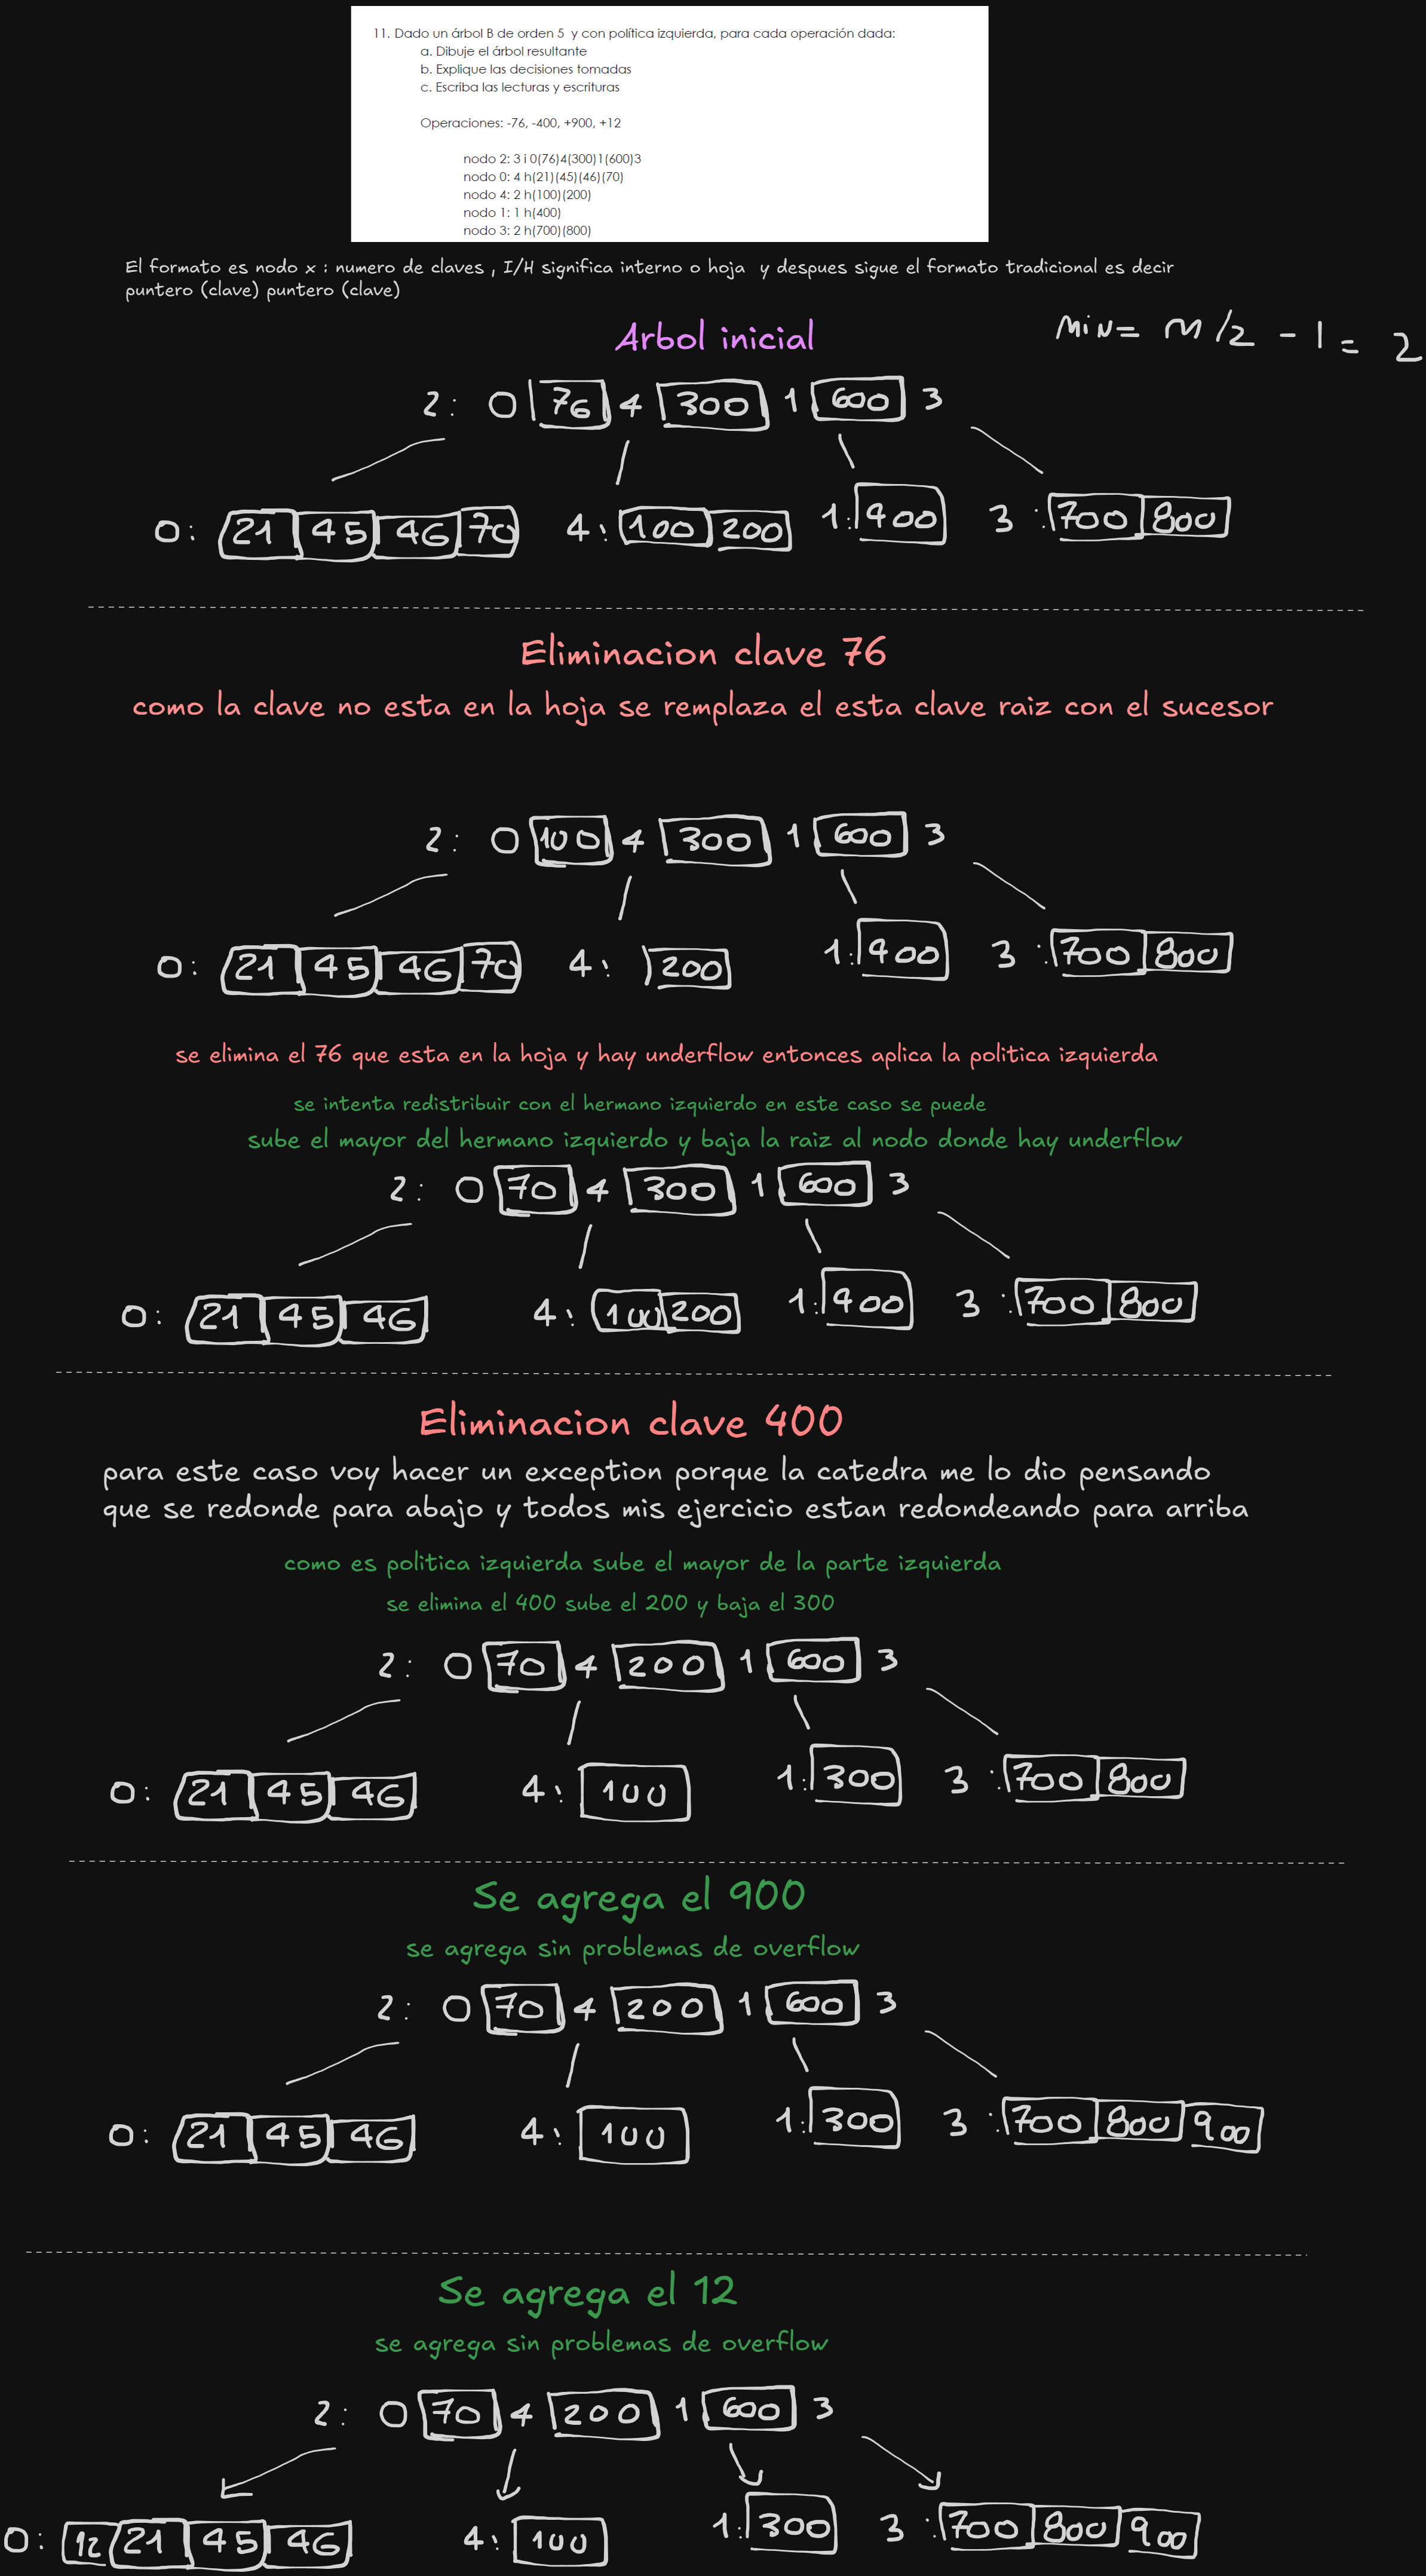 11. Dado un árbol B de orden 5 y con política izquierda, para cada operación dada:
a. Dibuje el árbol resultante
b. Explique las decisiones tomadas
c. Escriba las lecturas y escrituras
Operaciones: -76, -400, +900, +12
nodo 2: 3 i 0(76)4(300)1(600)3
nodo 0: 4 h(21)(45)(46)(70)
nodo 4: 2 h(100)(200)
nodo 1: 1 h(400)
nodo 3: 2 h(700)(800)
El formato es nodo x : numero de claves , I/H significa interno o hoja y despues sigue el formato tradicional es decir
puntero (clave) puntero (clave)
Arbol inicial
MIN= M/2 - 1 = 2
2: 0 76 4 300 1 600 3
0: 21 45 46 70 4: 100 200 1: 400 3: 700 800
Eliminacion clave 76
como la clave no esta en la hoja se remplaza el esta clave raiz con el sucesor
2: 0 100 4 300 1 600 3
0: 21 45 46 70 4: 200 1: 400 3: 700 800
se elimina el 76 que esta en la hoja y hay underflow entonces aplica la politica izquierda
se intenta redistribuir con el hermano izquierdo en este caso se puede
sube el mayor del hermano izquierdo y baja la raiz al nodo donde hay underflow
2: 0 70 4 300 1 600 3
0: 21 45 46 4: 100 200 1: 400 3: 700 800
Eliminacion clave 400
para este caso voy hacer un exception porque la catedra me lo dio pensando
que se redonde para abajo y todos mis ejercicio estan redondeando para arriba
como es politica izquierda sube el mayor de la parte izquierda
se elimina el 400 sube el 200 y baja el 300
2: 0 70 4 200 1 600 3
0: 21 45 46 4: 100 1: 300 3: 700 800
Se agrega el 900
se agrega sin problemas de overflow
2: 0 70 4 200 1 600 3
0: 21 45 46 4: 100 1: 300 3: 700 800 900
Se agrega el 12
se agrega sin problemas de overflow
2: 0 70 4 200 1 600 3
0: 12 21 45 46 4: 100 1: 300 3: 700 800 900